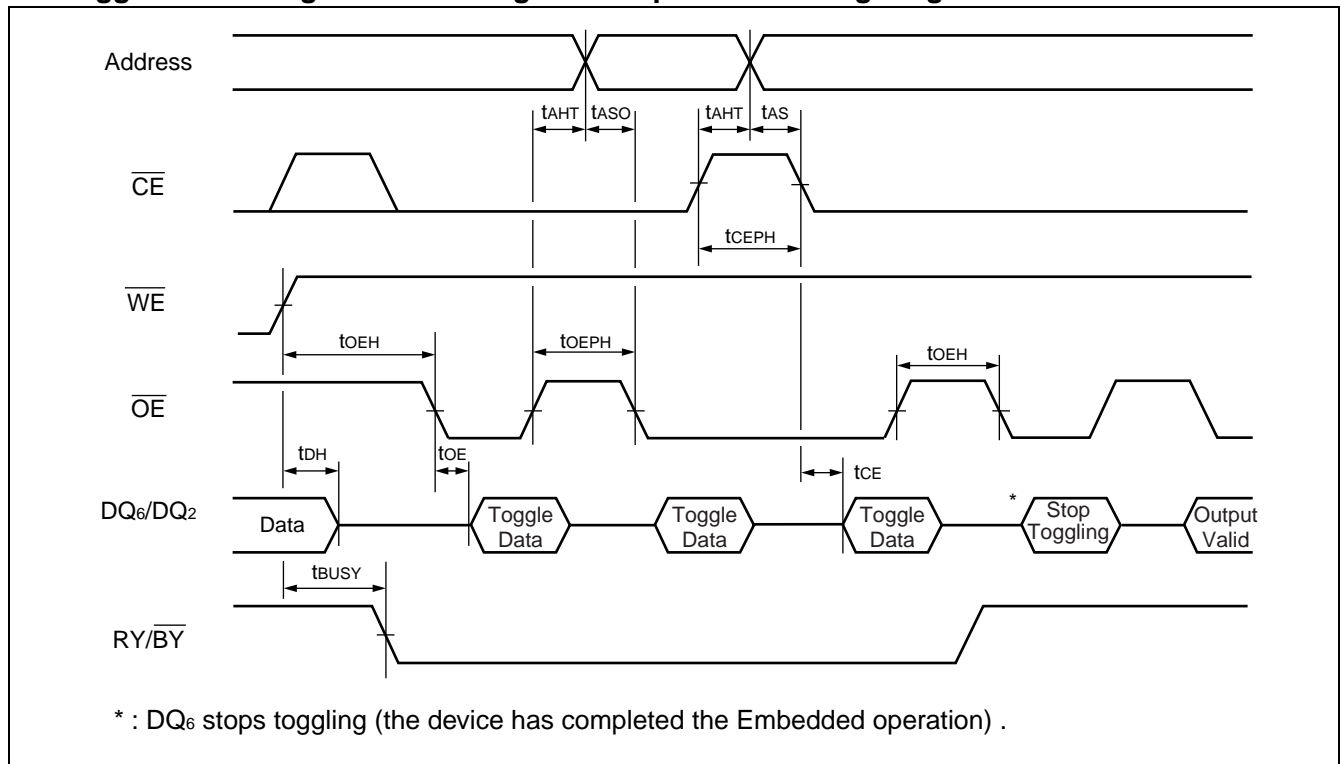 Address
tAHT tASO tAHT tAS
CE
tCEPH
WE
tOEH tOEPH tOEH
OE
tDH tOE tCE
DQ6/DQ2 Data Toggle Data Toggle Data Toggle Data * Stop Toggling Output Valid
tBUSY
RY/BY
* : DQ6 stops toggling (the device has completed the Embedded operation) .